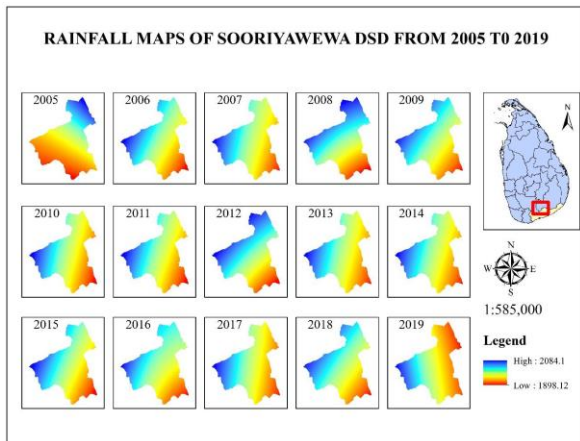 RAINFALL MAPS OF SOORIYAWEWA DSD FROM 2005 T0 2019
2005 2006 2007 2008 2009
N
2010 2011 2012 2013 2014
N
W E
S
1:585,000
2015 2016 2017 2018 2019
Legend
High : 2084.1
Low : 1898.12